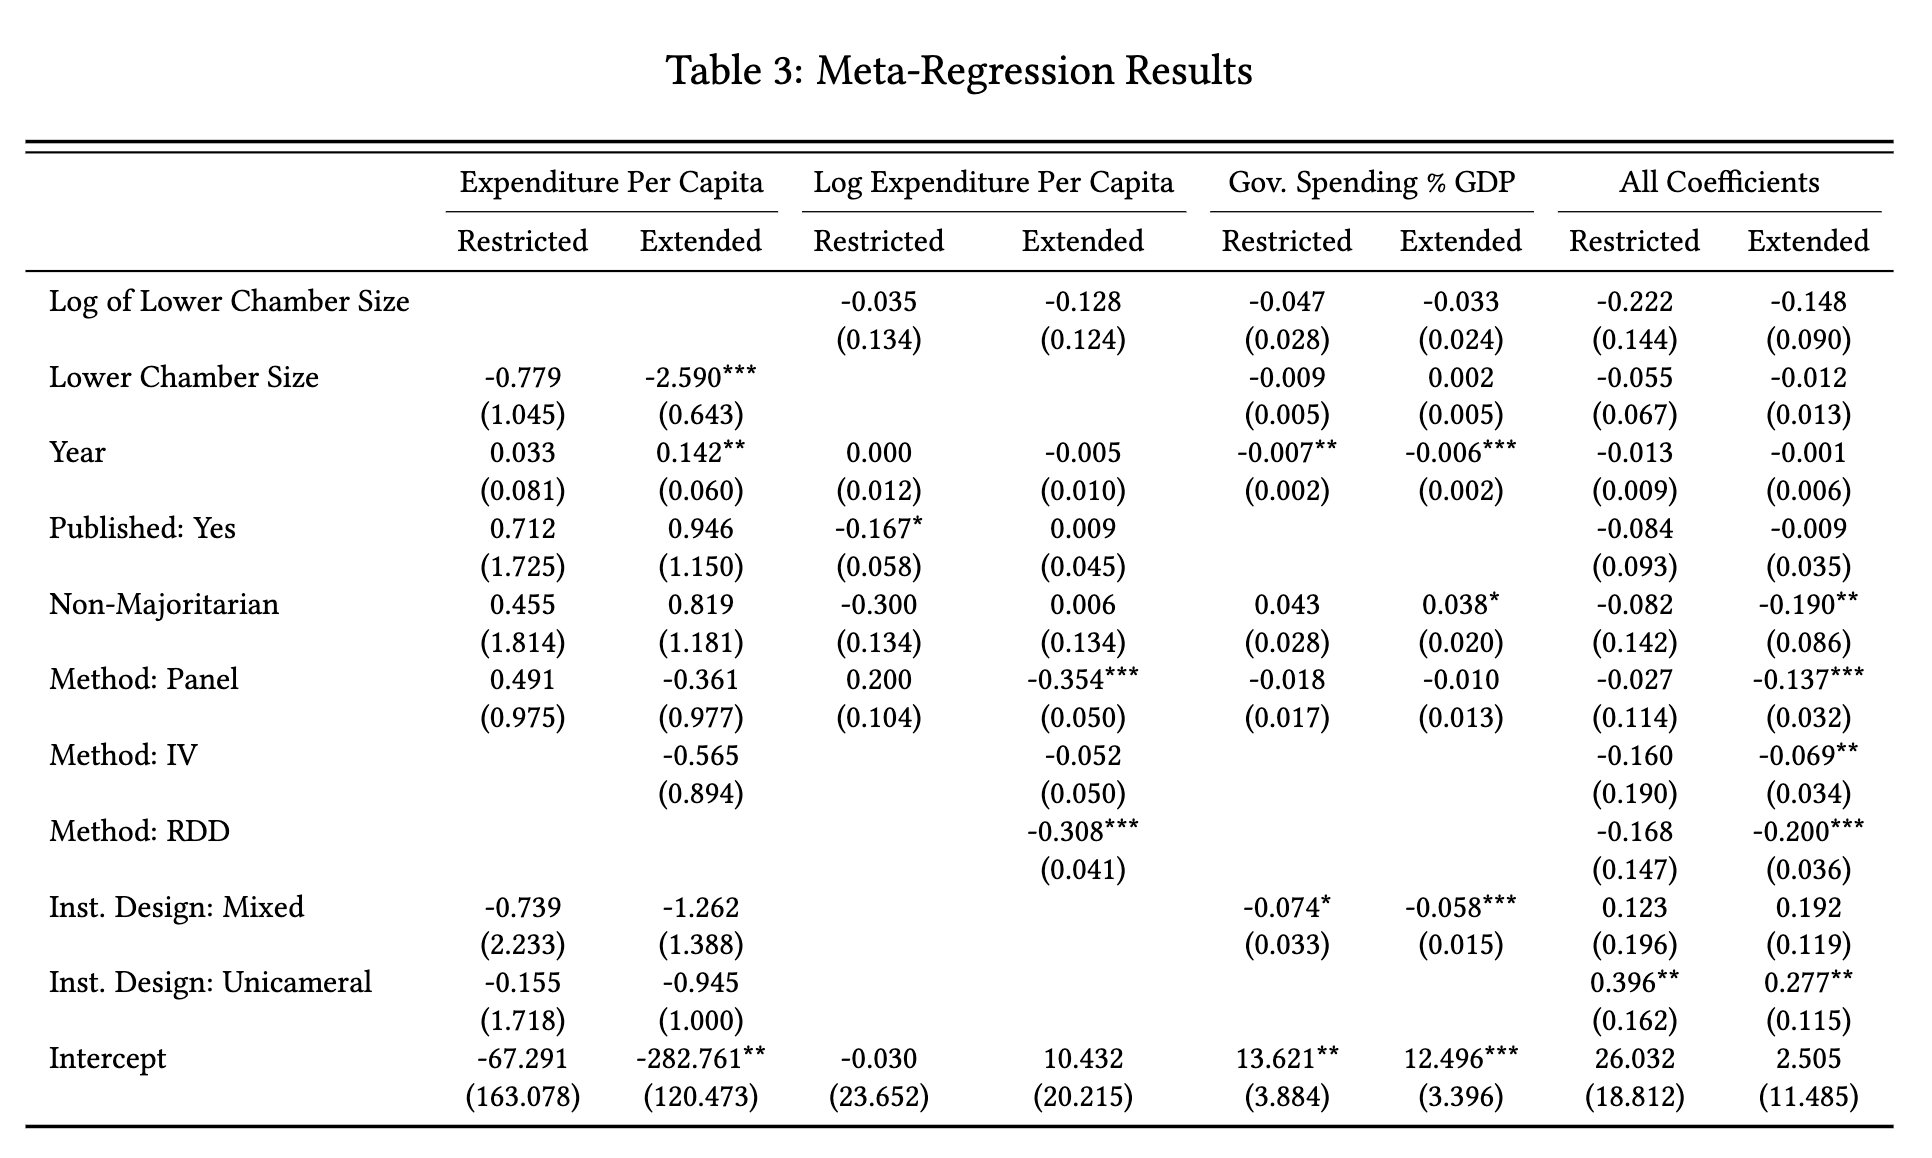 Table 3: Meta-Regression Results
Expenditure Per Capita Log Expenditure Per Capita Gov. Spending % GDP All Coefficients
Restricted Extended Restricted Extended Restricted Extended Restricted Extended
Log of Lower Chamber Size -0.035 -0.128 -0.047 -0.033 -0.222 -0.148
(0.134) (0.124) (0.028) (0.024) (0.144) (0.090)
Lower Chamber Size -0.779 -2.590*** -0.009 0.002 -0.055 -0.012
(1.045) (0.643) (0.005) (0.005) (0.067) (0.013)
Year 0.033 0.142** 0.000 -0.005 -0.007** -0.006*** -0.013 -0.001
(0.081) (0.060) (0.012) (0.010) (0.002) (0.002) (0.009) (0.006)
Published: Yes 0.712 0.946 -0.167* 0.009 -0.084 -0.009
(1.725) (1.150) (0.058) (0.045) (0.093) (0.035)
Non-Majoritarian 0.455 0.819 -0.300 0.006 0.043 0.038* -0.082 -0.190**
(1.814) (1.181) (0.134) (0.134) (0.028) (0.020) (0.142) (0.086)
Method: Panel 0.491 -0.361 0.200 -0.354*** -0.018 -0.010 -0.027 -0.137***
(0.975) (0.977) (0.104) (0.050) (0.017) (0.013) (0.114) (0.032)
Method: IV -0.565 -0.052 -0.160 -0.069**
(0.894) (0.050) (0.190) (0.034)
Method: RDD -0.308*** -0.168 -0.200***
(0.041) (0.147) (0.036)
Inst. Design: Mixed -0.739 -1.262 -0.074* -0.058*** 0.123 0.192
(2.233) (1.388) (0.033) (0.015) (0.196) (0.119)
Inst. Design: Unicameral -0.155 -0.945 0.396** 0.277**
(1.718) (1.000) (0.162) (0.115)
Intercept -67.291 -282.761** -0.030 10.432 13.621** 12.496*** 26.032 2.505
(163.078) (120.473) (23.652) (20.215) (3.884) (3.396) (18.812) (11.485)